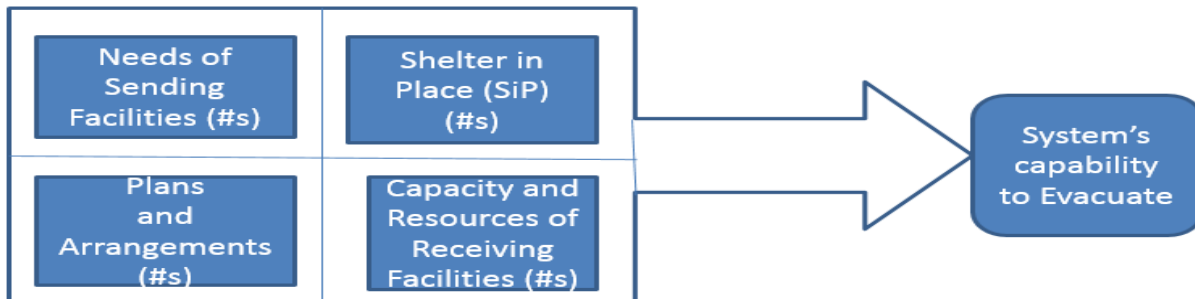 Needs of
Sending
Facilities (#s)
Shelter in
Place (SiP)
(#s)
Plans
and
Arrangements
(#s)
Capacity and
Resources of
Receiving
Facilities (#s)
System's
capability
to Evacuate